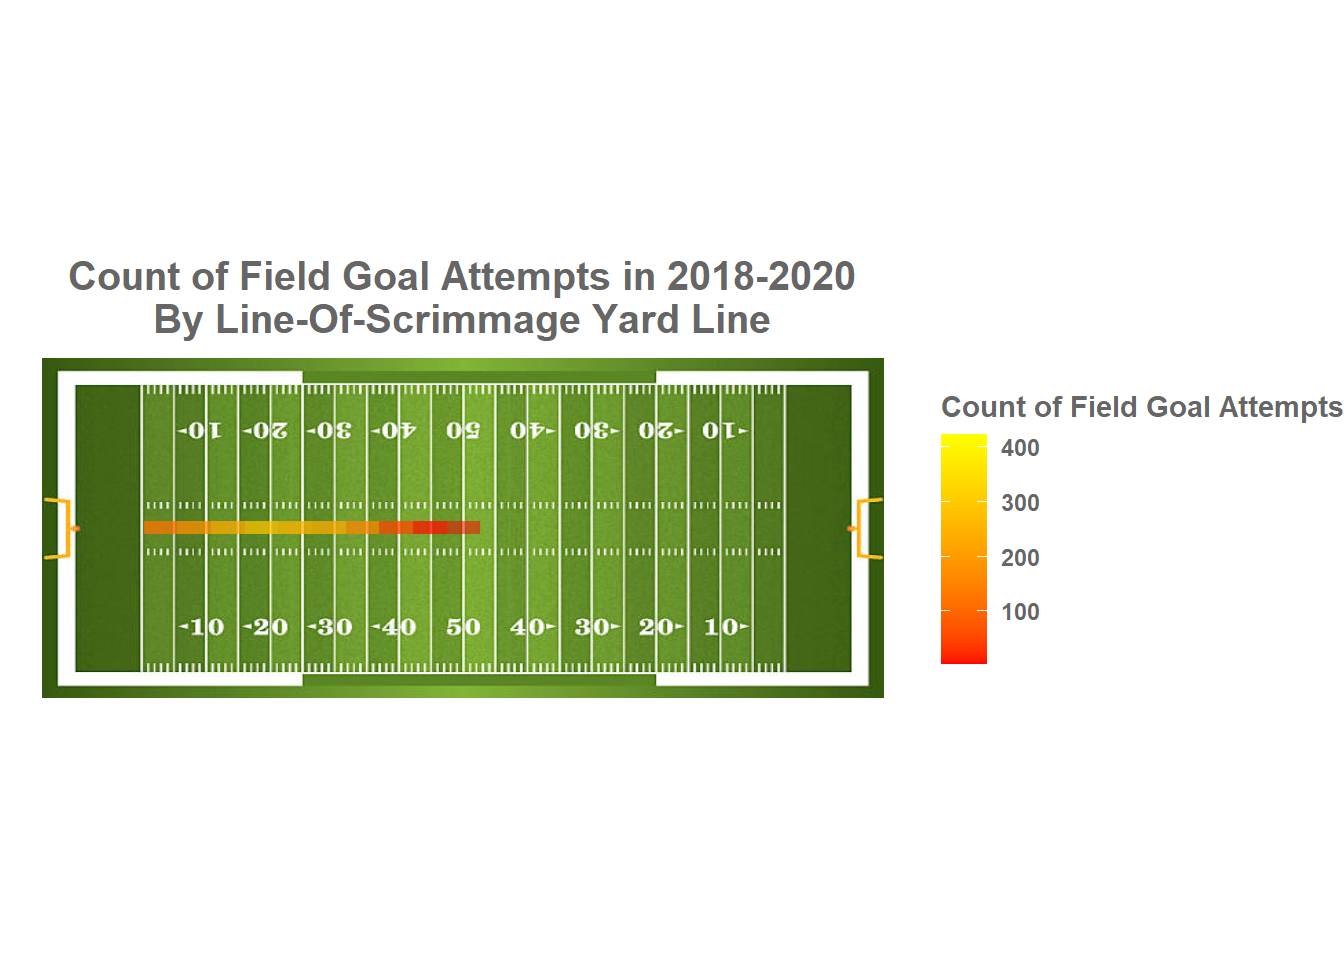 Count of Field Goal Attempts in 2018-2020
By Line-Of-Scrimmage Yard Line
10 20 30 40 50 40 30 20 10
10 20 30 40 50 40 30 20 10
Count of Field Goal Attempts
400
300
200
100